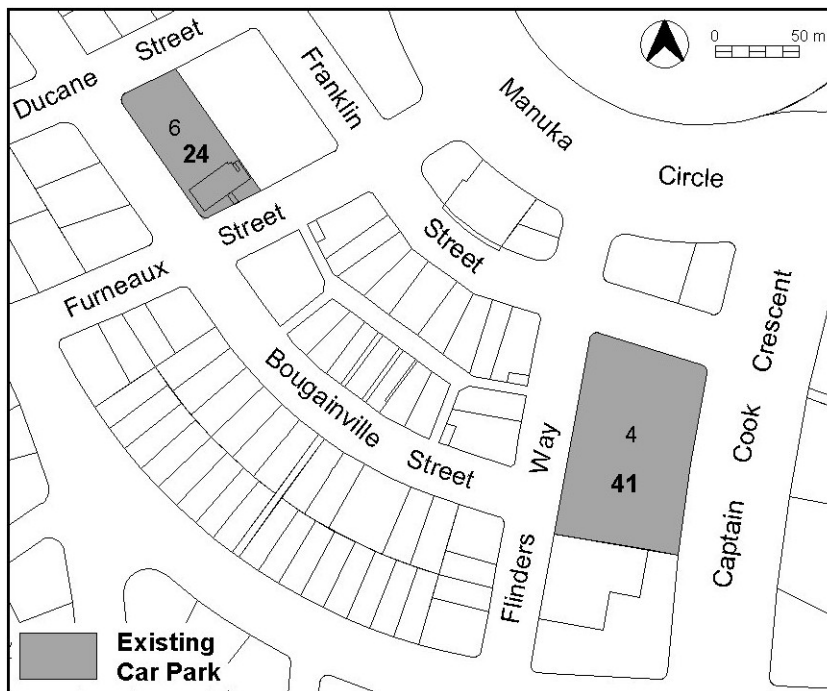 Ducane Street
Franklin Street
Manuka Circle
0 50 m
6
24
Furneaux Street
Bougainville Street
Flinders Way
Captain Cook Crescent
4
41
Existing
Car Park